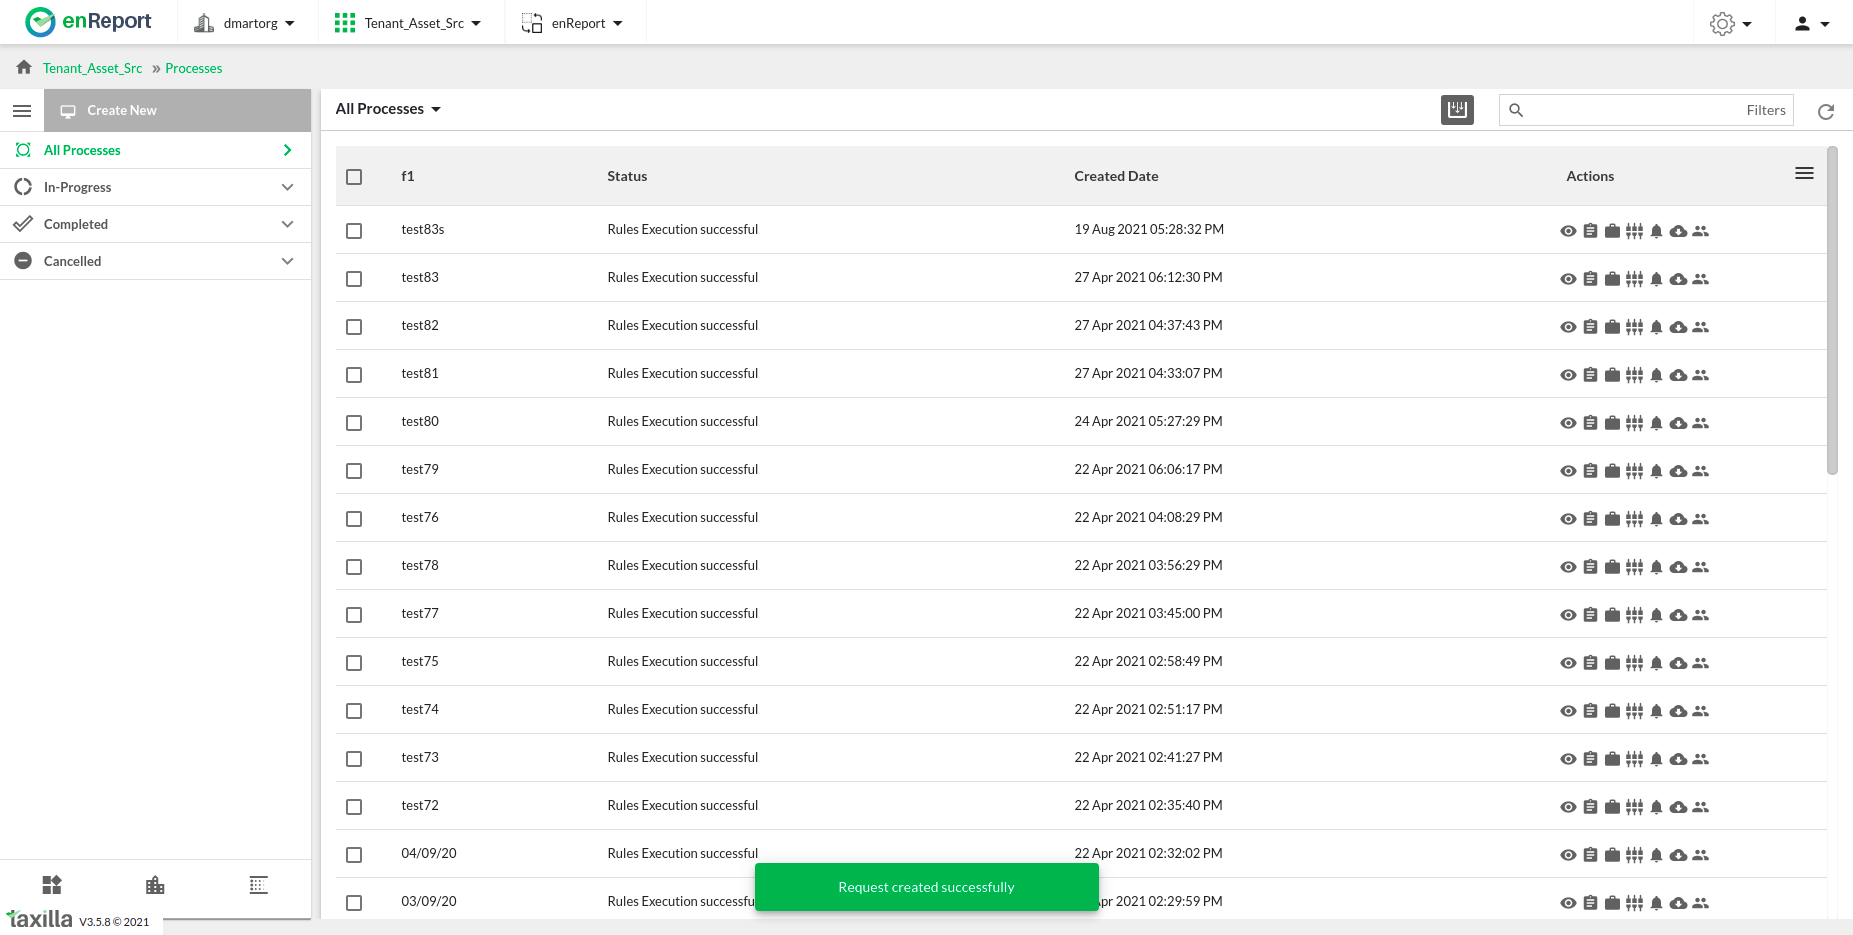 enReport dmartorg Tenant_Asset_Src enReport
Tenant_Asset_Src » Processes
Create New
All Processes
In-Progress
Completed
Cancelled
All Processes Filters
f1 Status Created Date Actions
test83s Rules Execution successful 19 Aug 2021 05:28:32 PM
test83 Rules Execution successful 27 Apr 2021 06:12:30 PM
test82 Rules Execution successful 27 Apr 2021 04:37:43 PM
test81 Rules Execution successful 27 Apr 2021 04:33:07 PM
test80 Rules Execution successful 24 Apr 2021 05:27:29 PM
test79 Rules Execution successful 22 Apr 2021 06:06:17 PM
test76 Rules Execution successful 22 Apr 2021 04:08:29 PM
test78 Rules Execution successful 22 Apr 2021 03:56:29 PM
test77 Rules Execution successful 22 Apr 2021 03:45:00 PM
test75 Rules Execution successful 22 Apr 2021 02:58:49 PM
test74 Rules Execution successful 22 Apr 2021 02:51:17 PM
test73 Rules Execution successful 22 Apr 2021 02:41:27 PM
test72 Rules Execution successful 22 Apr 2021 02:35:40 PM
04/09/20 Rules Execution successful 22 Apr 2021 02:32:02 PM
03/09/20 Rules Execution 2021 02:29:59 PM
Request created successfully
taxilla V3.5.8 © 2021